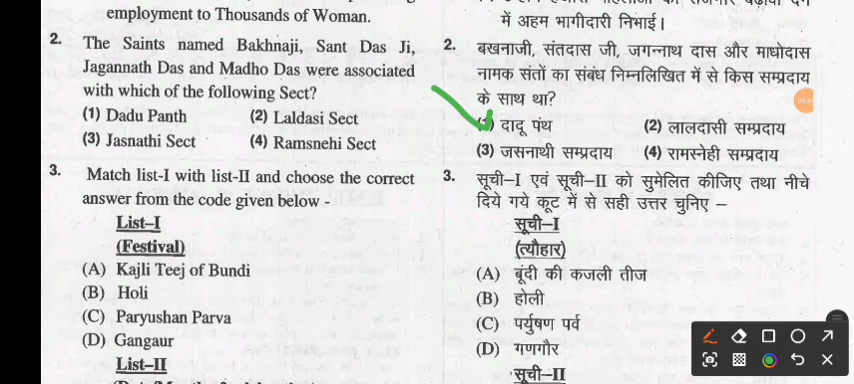 employment to Thousands of Woman.
2. The Saints named Bakhnaji, Sant Das Ji,
Jagannath Das and Madho Das were associated
with which of the following Sect?
(1) Dadu Panth (2) Laldasi Sect
(3) Jasnathi Sect (4) Ramsnehi Sect
3. Match list-I with list-II and choose the correct
answer from the code given below -
List–I
(Festival)
(A) Kajli Teej of Bundi
(B) Holi
(C) Paryushan Parva
(D) Gangaur
List–II
में अहम भागीदारी निभाई।
2. बखनाजी, संतदास जी, जगन्नाथ दास और माधोदास
नामक संतों का संबंध निम्नलिखित में से किस सम्प्रदाय
के साथ था?
(1) दादू पंथ (2) लालदासी सम्प्रदाय
(3) जसनाथी सम्प्रदाय (4) रामस्नेही सम्प्रदाय
3. सूची–I एवं सूची–II को सुमेलित कीजिए तथा नीचे
दिये गये कूट में से सही उत्तर चुनिए –
सूची–I
(त्यौहार)
(A) बूंदी की कजली तीज
(B) होली
(C) पर्युषण पर्व
(D) गणगौर
सूची–II